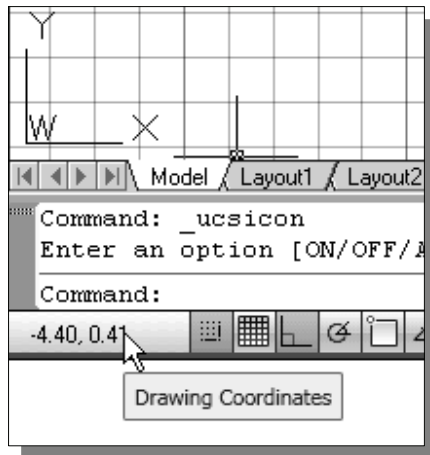 Y
W X
Model Layout1 Layout2
Command: _ucsicon
Enter an option [ON/OFF/A
Command:
-4.40, 0.41
Drawing Coordinates